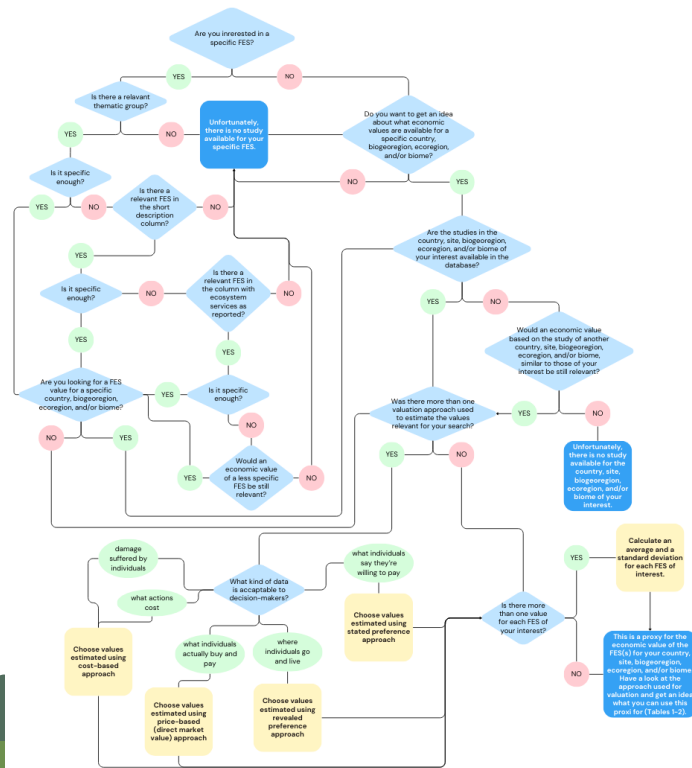 Are you inrerested in a
specific FES?
YES
NO
Is there a relavant
thematic group?
Unfortunately,
there is no study
available for your
specific FES.
Do you want to get an idea
about what economic
values are available for a
specific country,
biogeoregion, ecoregion,
and/or biome?
YES
NO
Is it specific
enough?
NO
YES
YES
NO
Is there a
relevant FES in
the short
description
column?
NO
Are the studies in the
country, site, biogeoregion,
ecoregion, and/or biome of
your interest available in the
database?
YES
Is it specific
enough?
NO
Is there a
relevant FES in
the column with
ecosystem
services as
reported?
NO
YES
NO
Would an economic value
based on the study of another
country, site, biogeoregion,
ecoregion, and/or biome,
similar to those of your
interest be still relevant?
YES
YES
Are you looking for a FES
value for a specific
country, biogeoregion,
ecoregion, and/or biome?
YES
Is it specific
enough?
Was there more than one
valuation approach used
to estimate the values
relevant for your search?
YES
NO
NO
YES
NO
YES
Would an
economic value
of a less specific
FES be still
relevant?
NO
YES
NO
Unfortunately,
there is no study
available for the
country, site,
biogeoregion,
ecoregion, and/or
biome of your
interest.
damage
suffered by
individuals
what individuals
say they're
willing to pay
YES
Calculate an
average and a
standard deviation
for each FES of
interest.
what actions
cost
What kind of data
is accaptable to
decision-makers?
Choose values
estimated using
stated preference
approach
Is there more
than one value
for each FES of
your interest?
Choose values
estimated using
cost-based
approach
what individuals
actually buy and
pay
where
individuals go
and live
NO
This is a proxy for the
economic value of the
FES(s) for your country,
site, biogeoregion,
ecoregion, and/or biome.
Have a look at the
approach used for
valuation and get an idea
what you can use this
proxi for (Tables 1-2).
Choose values
estimated using
price-based
(direct market
value) approach
Choose values
estimated using
revealed
preference
approach